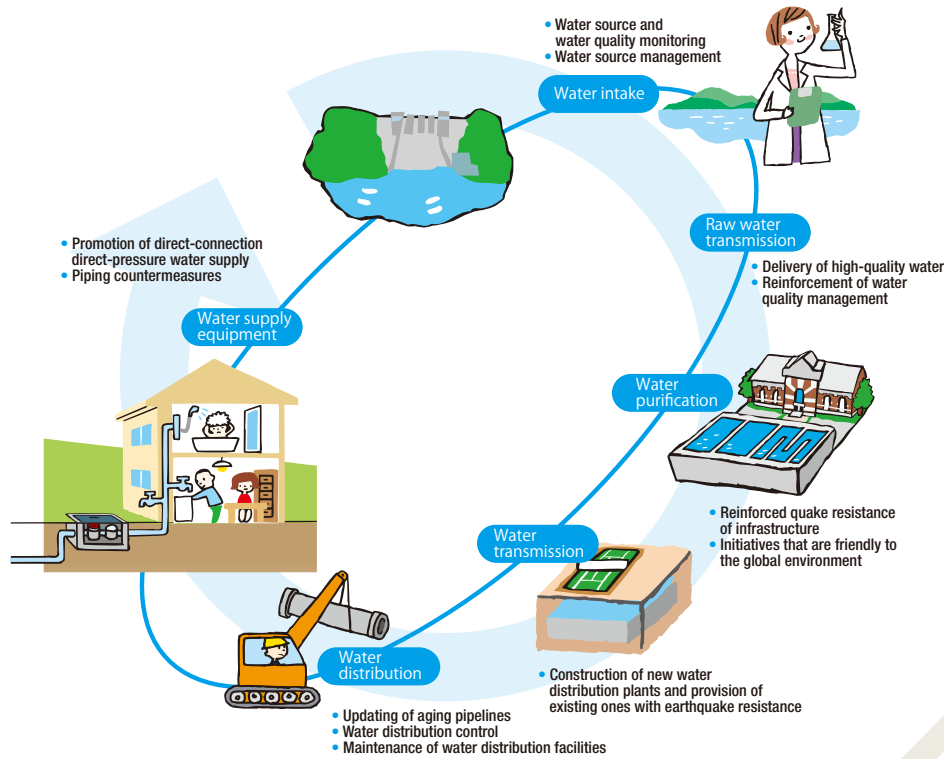 • Water source and
water quality monitoring
• Water source management
Water intake
Raw water
transmission
• Delivery of high-quality water
• Reinforcement of water
quality management
Water
purification
• Reinforced quake resistance
of infrastructure
• Initiatives that are friendly to
the global environment
Water
transmission
• Construction of new water
distribution plants and provision of
existing ones with earthquake resistance
Water
distribution
• Updating of aging pipelines
• Water distribution control
• Maintenance of water distribution facilities
• Promotion of direct-connection
direct-pressure water supply
• Piping countermeasures
Water supply
equipment